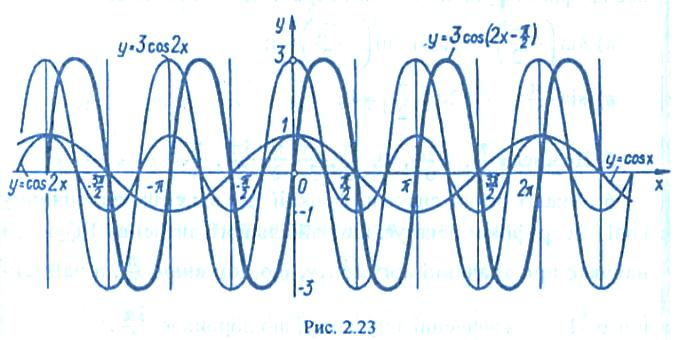 y
y=3cos2x
3
y=3cos(2x-π/2)
1
y=cos2x
-3π/2
-π
-π/2
0
π/2
π
3π/2
2π
y=cosx
x
-1
-3
Рис. 2.23